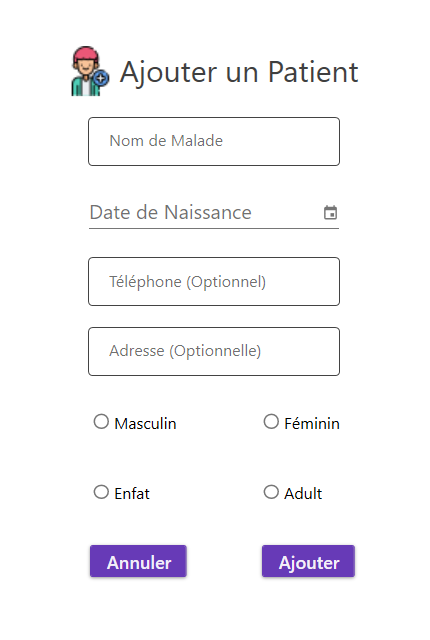 Ajouter un Patient
Nom de Malade
Date de Naissance
Téléphone (Optionnel)
Adresse (Optionnelle)
Masculin Féminin
Enfat Adult
Annuler Ajouter